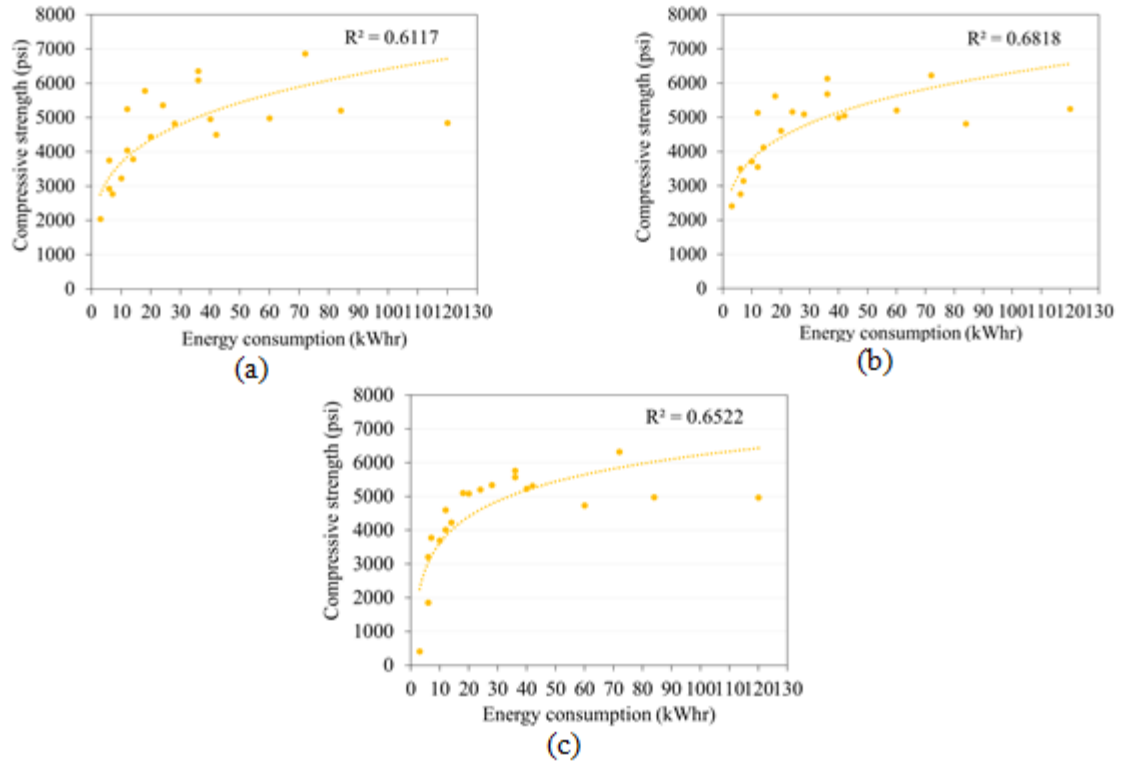 8000
7000
6000
5000
4000
3000
2000
1000
0
Compressive strength (psi)
R² = 0.6117
0 10 20 30 40 50 60 70 80 90 100110120130
Energy consumption (kWhr)
(a)
8000
7000
6000
5000
4000
3000
2000
1000
0
Compressive strength (psi)
R² = 0.6818
0 10 20 30 40 50 60 70 80 90 100110120130
Energy consumption (kWhr)
(b)
8000
7000
6000
5000
4000
3000
2000
1000
0
Compressive strength (psi)
R² = 0.6522
0 10 20 30 40 50 60 70 80 90 100110120130
Energy consumption (kWhr)
(c)